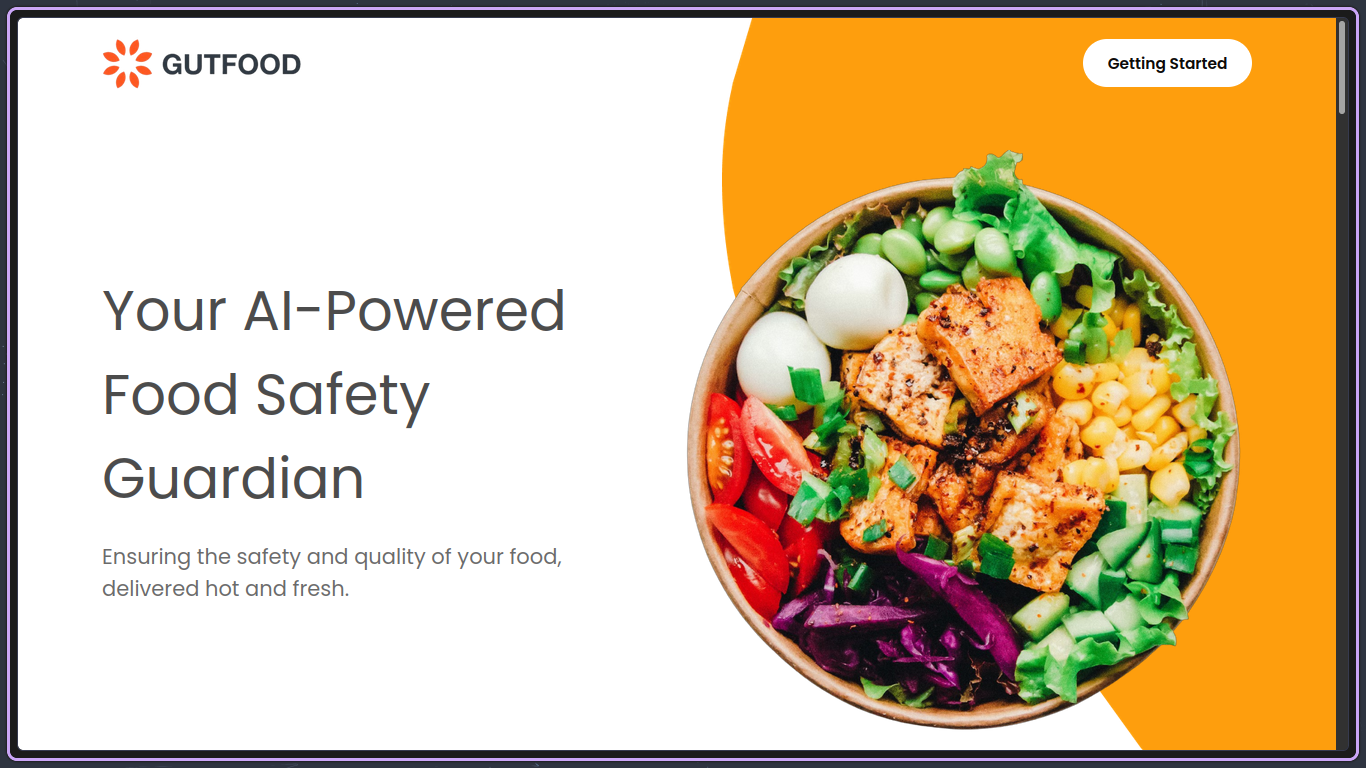 GUTFOOD
Getting Started
Your AI-Powered
Food Safety
Guardian
Ensuring the safety and quality of your food,
delivered hot and fresh.